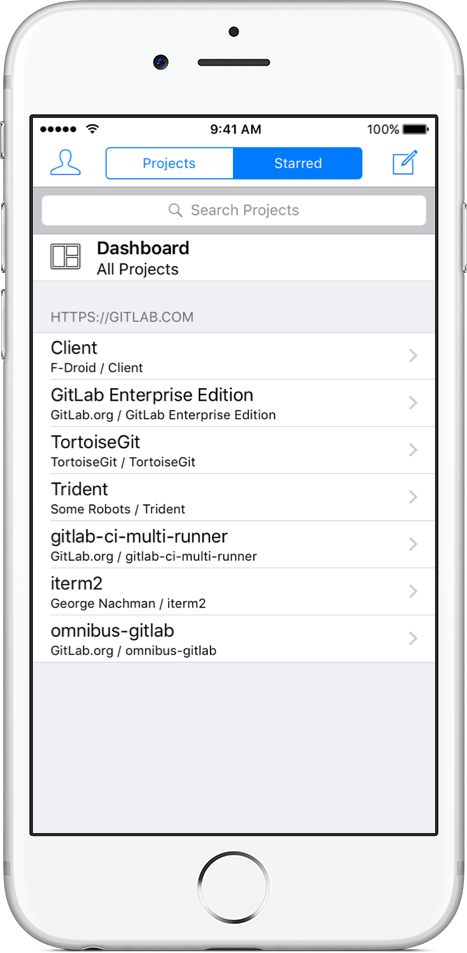 9:41 AM
100%
Projects
Starred
Search Projects
Dashboard
All Projects
HTTPS://GITLAB.COM
Client
F-Droid / Client
GitLab Enterprise Edition
GitLab.org / GitLab Enterprise Edition
TortoiseGit
TortoiseGit / TortoiseGit
Trident
Some Robots / Trident
gitlab-ci-multi-runner
GitLab.org / gitlab-ci-multi-runner
iterm2
George Nachman / iterm2
omnibus-gitlab
GitLab.org / omnibus-gitlab